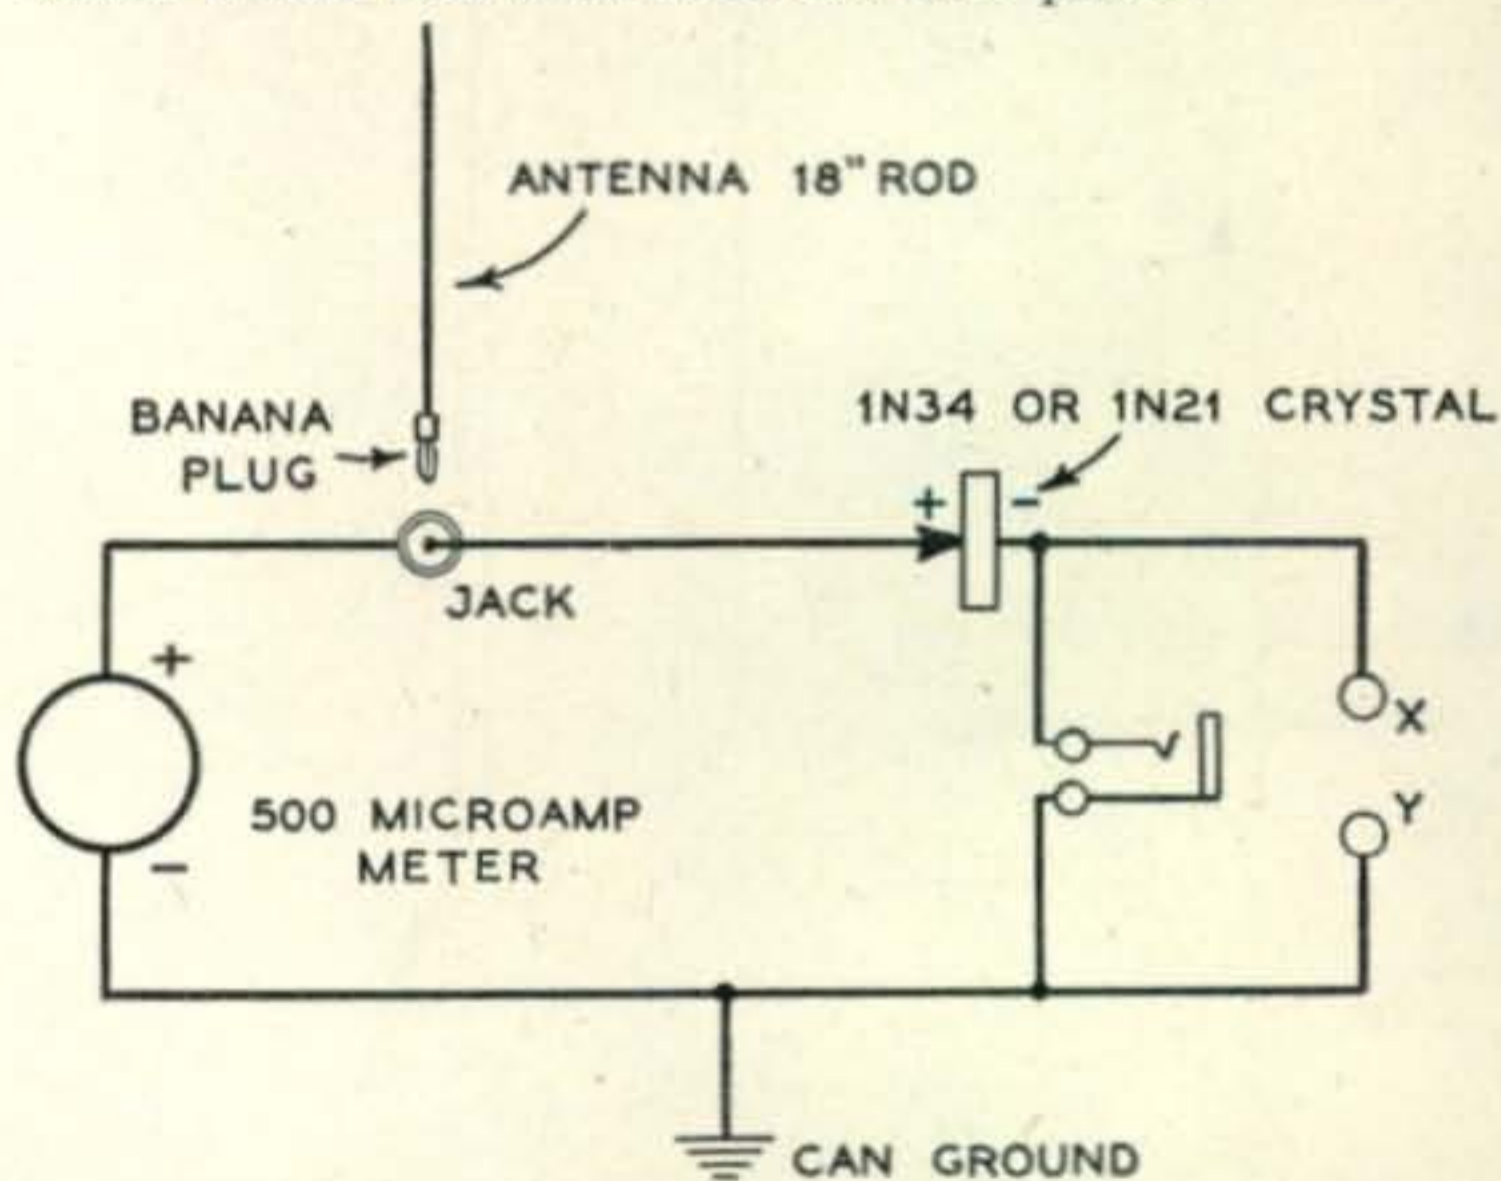 ANTENNA 18" ROD
BANANA
PLUG
1N34 OR 1N21 CRYSTAL
+ -
JACK
+
500 MICROAMP
METER
-
X
Y
CAN GROUND